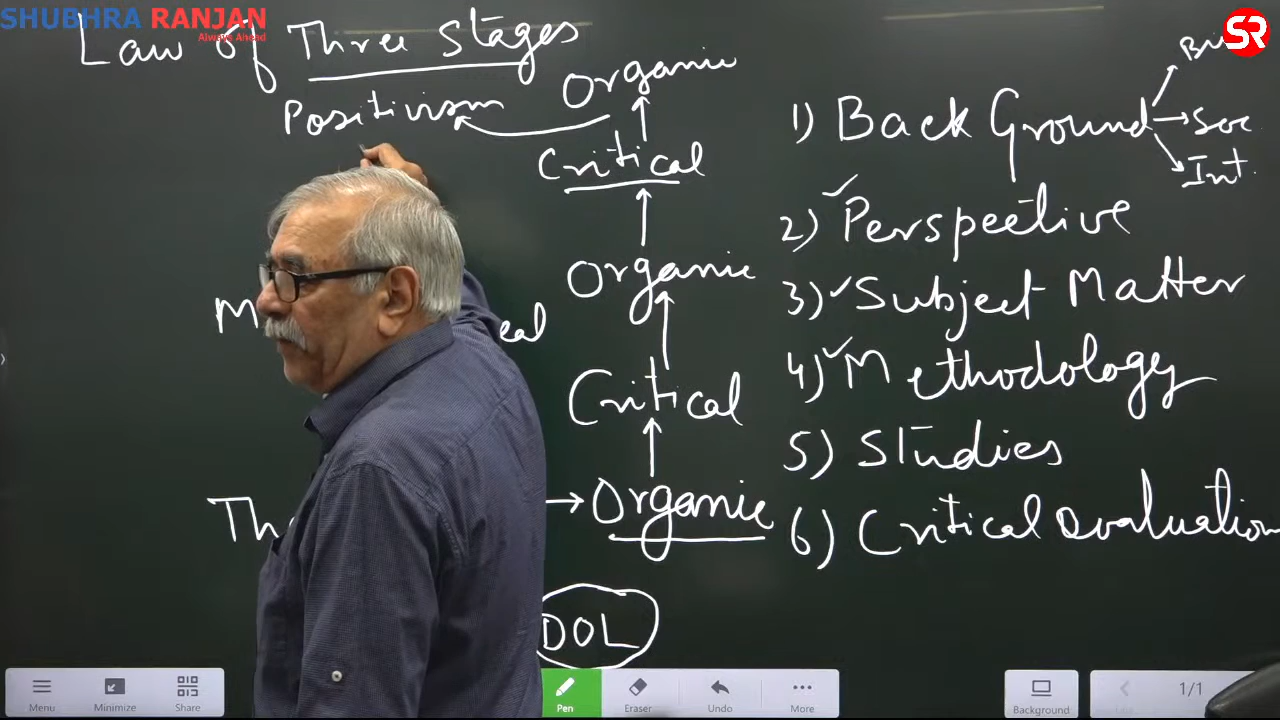 SHUBHRA RANJAN
Always Ahead
SR
Law of Three Stages
Organic
Positivism
Critical
Organic
Critical
Organic
DOL
1) BackGround
Soc
Int.
2) Perspective
3) Subject Matter
4) Methodology
5) Studies
6) Critical Evaluation
Menu
Minimize
Share
Pen
Eraser
Undo
More
Background
1/1